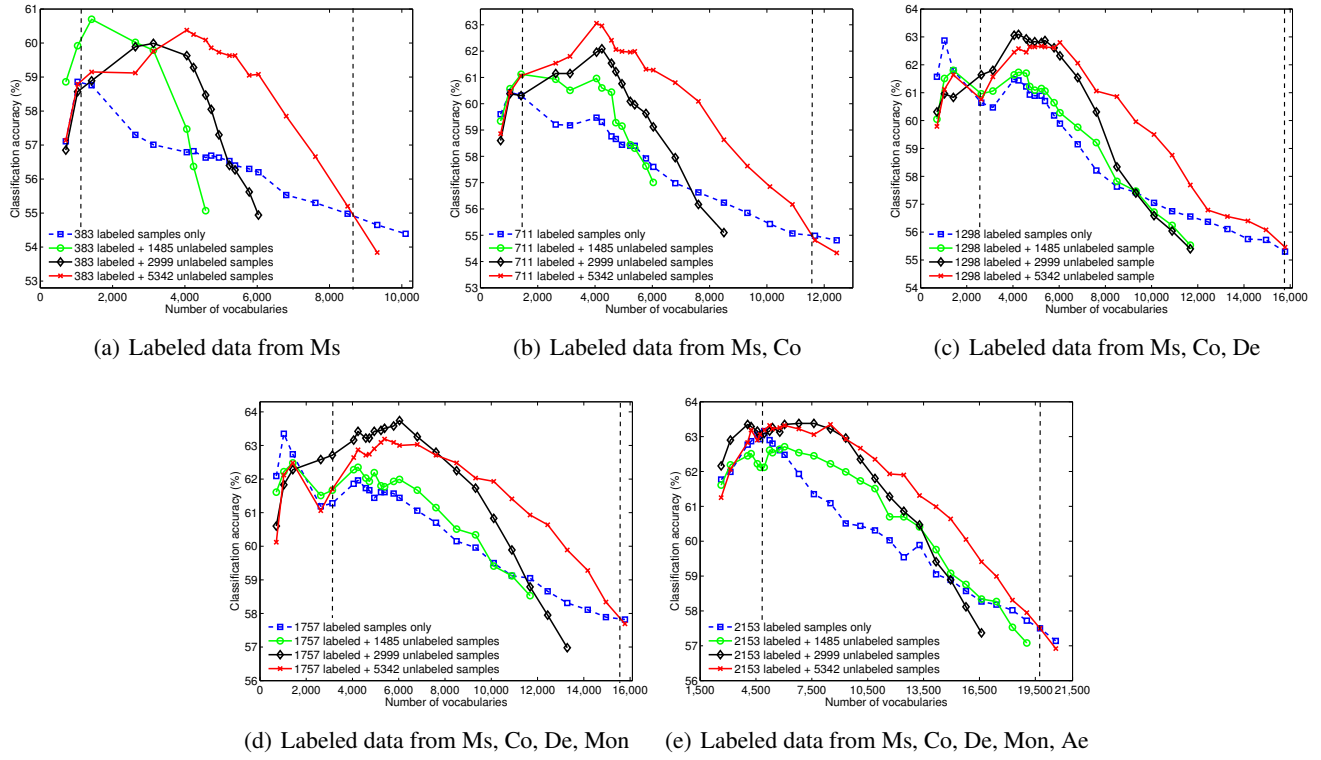 61
60
59
58
57
56
55
54
53
Classification accuracy (%)
383 labeled samples only
383 labeled + 1485 unlabeled samples
383 labeled + 2999 unlabeled samples
383 labeled + 5342 unlabeled samples
0 2,000 4,000 6,000 8,000 10,000
Number of vocabularies
(a) Labeled data from Ms
63
62
61
60
59
58
57
56
55
54
53
Classification accuracy (%)
711 labeled samples only
711 labeled + 1485 unlabeled samples
711 labeled + 2999 unlabeled samples
711 labeled + 5342 unlabeled samples
0 2,000 4,000 6,000 8,000 10,000 12,000
Number of vocabularies
(b) Labeled data from Ms, Co
64
63
62
61
60
59
58
57
56
55
54
Classification accuracy (%)
1298 labeled samples only
1298 labeled + 1485 unlabeled sample
1298 labeled + 2999 unlabeled sample
1298 labeled + 5342 unlabeled sample
0 2,000 4,000 6,000 8,000 10,000 12,000 14,000 16,000
Number of vocabularies
(c) Labeled data from Ms, Co, De
64
63
62
61
60
59
58
57
56
Classification accuracy (%)
1757 labeled samples only
1757 labeled + 1485 unlabeled samples
1757 labeled + 2999 unlabeled samples
1757 labeled + 5342 unlabeled samples
0 2,000 4,000 6,000 8,000 10,000 12,000 14,000 16,000
Number of vocabularies
(d) Labeled data from Ms, Co, De, Mon
64
63
62
61
60
59
58
57
56
Classification accuracy (%)
2153 labeled samples only
2153 labeled + 1485 unlabeled samples
2153 labeled + 2999 unlabeled samples
2153 labeled + 5342 unlabeled samples
1,500 4,500 7,500 10,500 13,500 16,500 19,500 21,500
Number of vocabularies
(e) Labeled data from Ms, Co, De, Mon, Ae